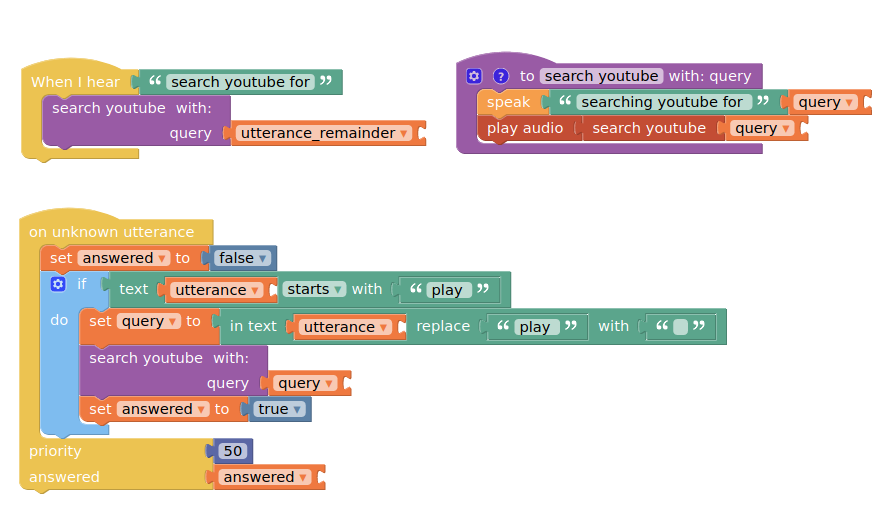 When I hear “ search youtube for ”
search youtube with:
query utterance_remainder ▾
? to search youtube with: query
speak “ searching youtube for ” query ▾
play audio search youtube query ▾
on unknown utterance
set answered ▾ to false ▾
if text utterance ▾ starts ▾ with “ play ”
do set query ▾ to in text utterance ▾ replace “ play ” with “ ”
search youtube with:
query query ▾
set answered ▾ to true ▾
priority 50
answered answered ▾